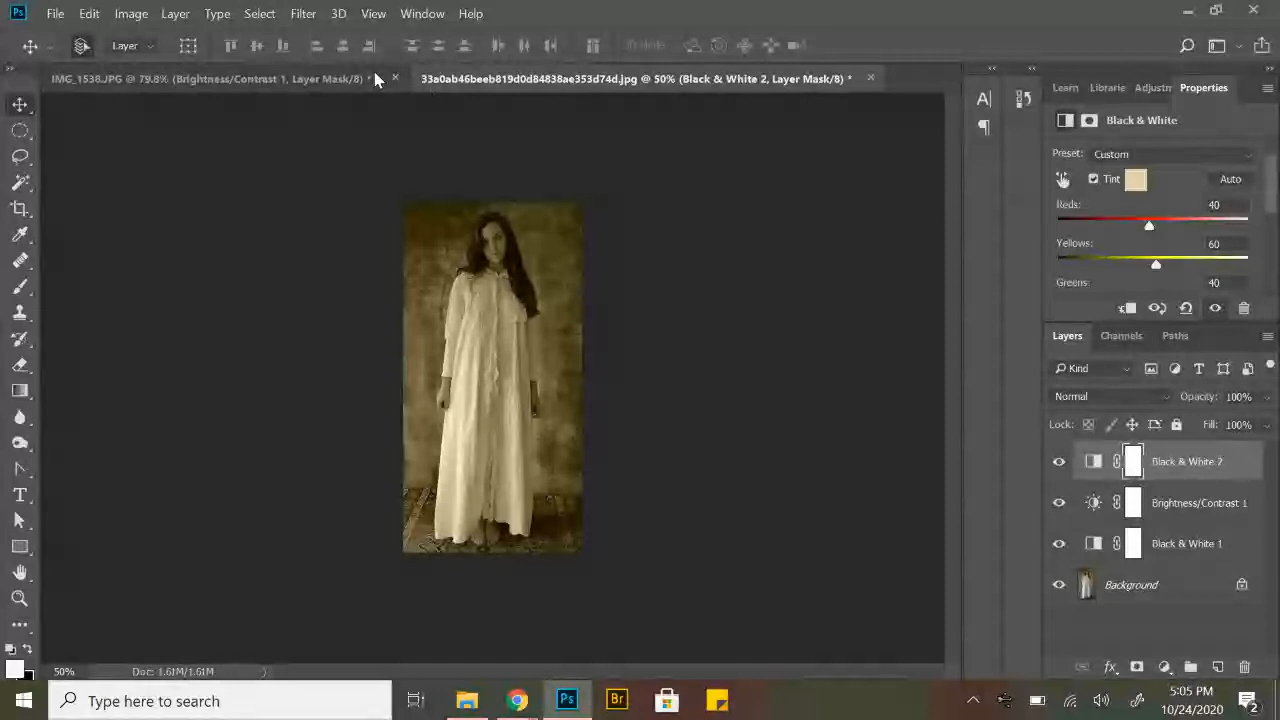 Ps File Edit Image Layer Type Select Filter 3D View Window Help
Layer
IMG_1538.JPG @ 79.8% (Brightness/Contrast 1, Layer Mask/8) *
33a0ab46beeb819d0d84838ae353d74d.jpg @ 50% (Black & White 2, Layer Mask/8) *
Learn Librarie Adjustm Properties
Black & White
Preset: Custom
Tint Auto
Reds: 40
Yellows: 60
Greens: 40
Layers Channels Paths
Kind
Normal Opacity: 100%
Lock: Fill: 100%
Black & White 2
Brightness/Contrast 1
Black & White 1
Background
50% Doc: 1.61M/1.61M
Type here to search
Ps Br
5:05 PM
10/24/2020
2